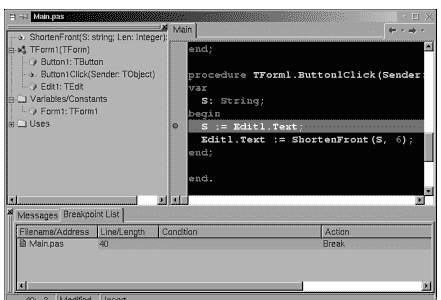 Main.pas
ShortenFront(S: string; Len: Integer):
TForm1(TForm)
Button1: TButton
Button1Click(Sender: TObject)
Edit1: TEdit
Variables/Constants
Form1: TForm1
Uses
Main
end;
procedure TForm1.Button1Click(Sender:
var
S: String;
begin
S := Edit1.Text;
Edit1.Text := ShortenFront(S, 6);
end;
end.
Messages Breakpoint List
Filename/Address Line/Length Condition Action
Main.pas 40 Break
40: 3 Modified Insert